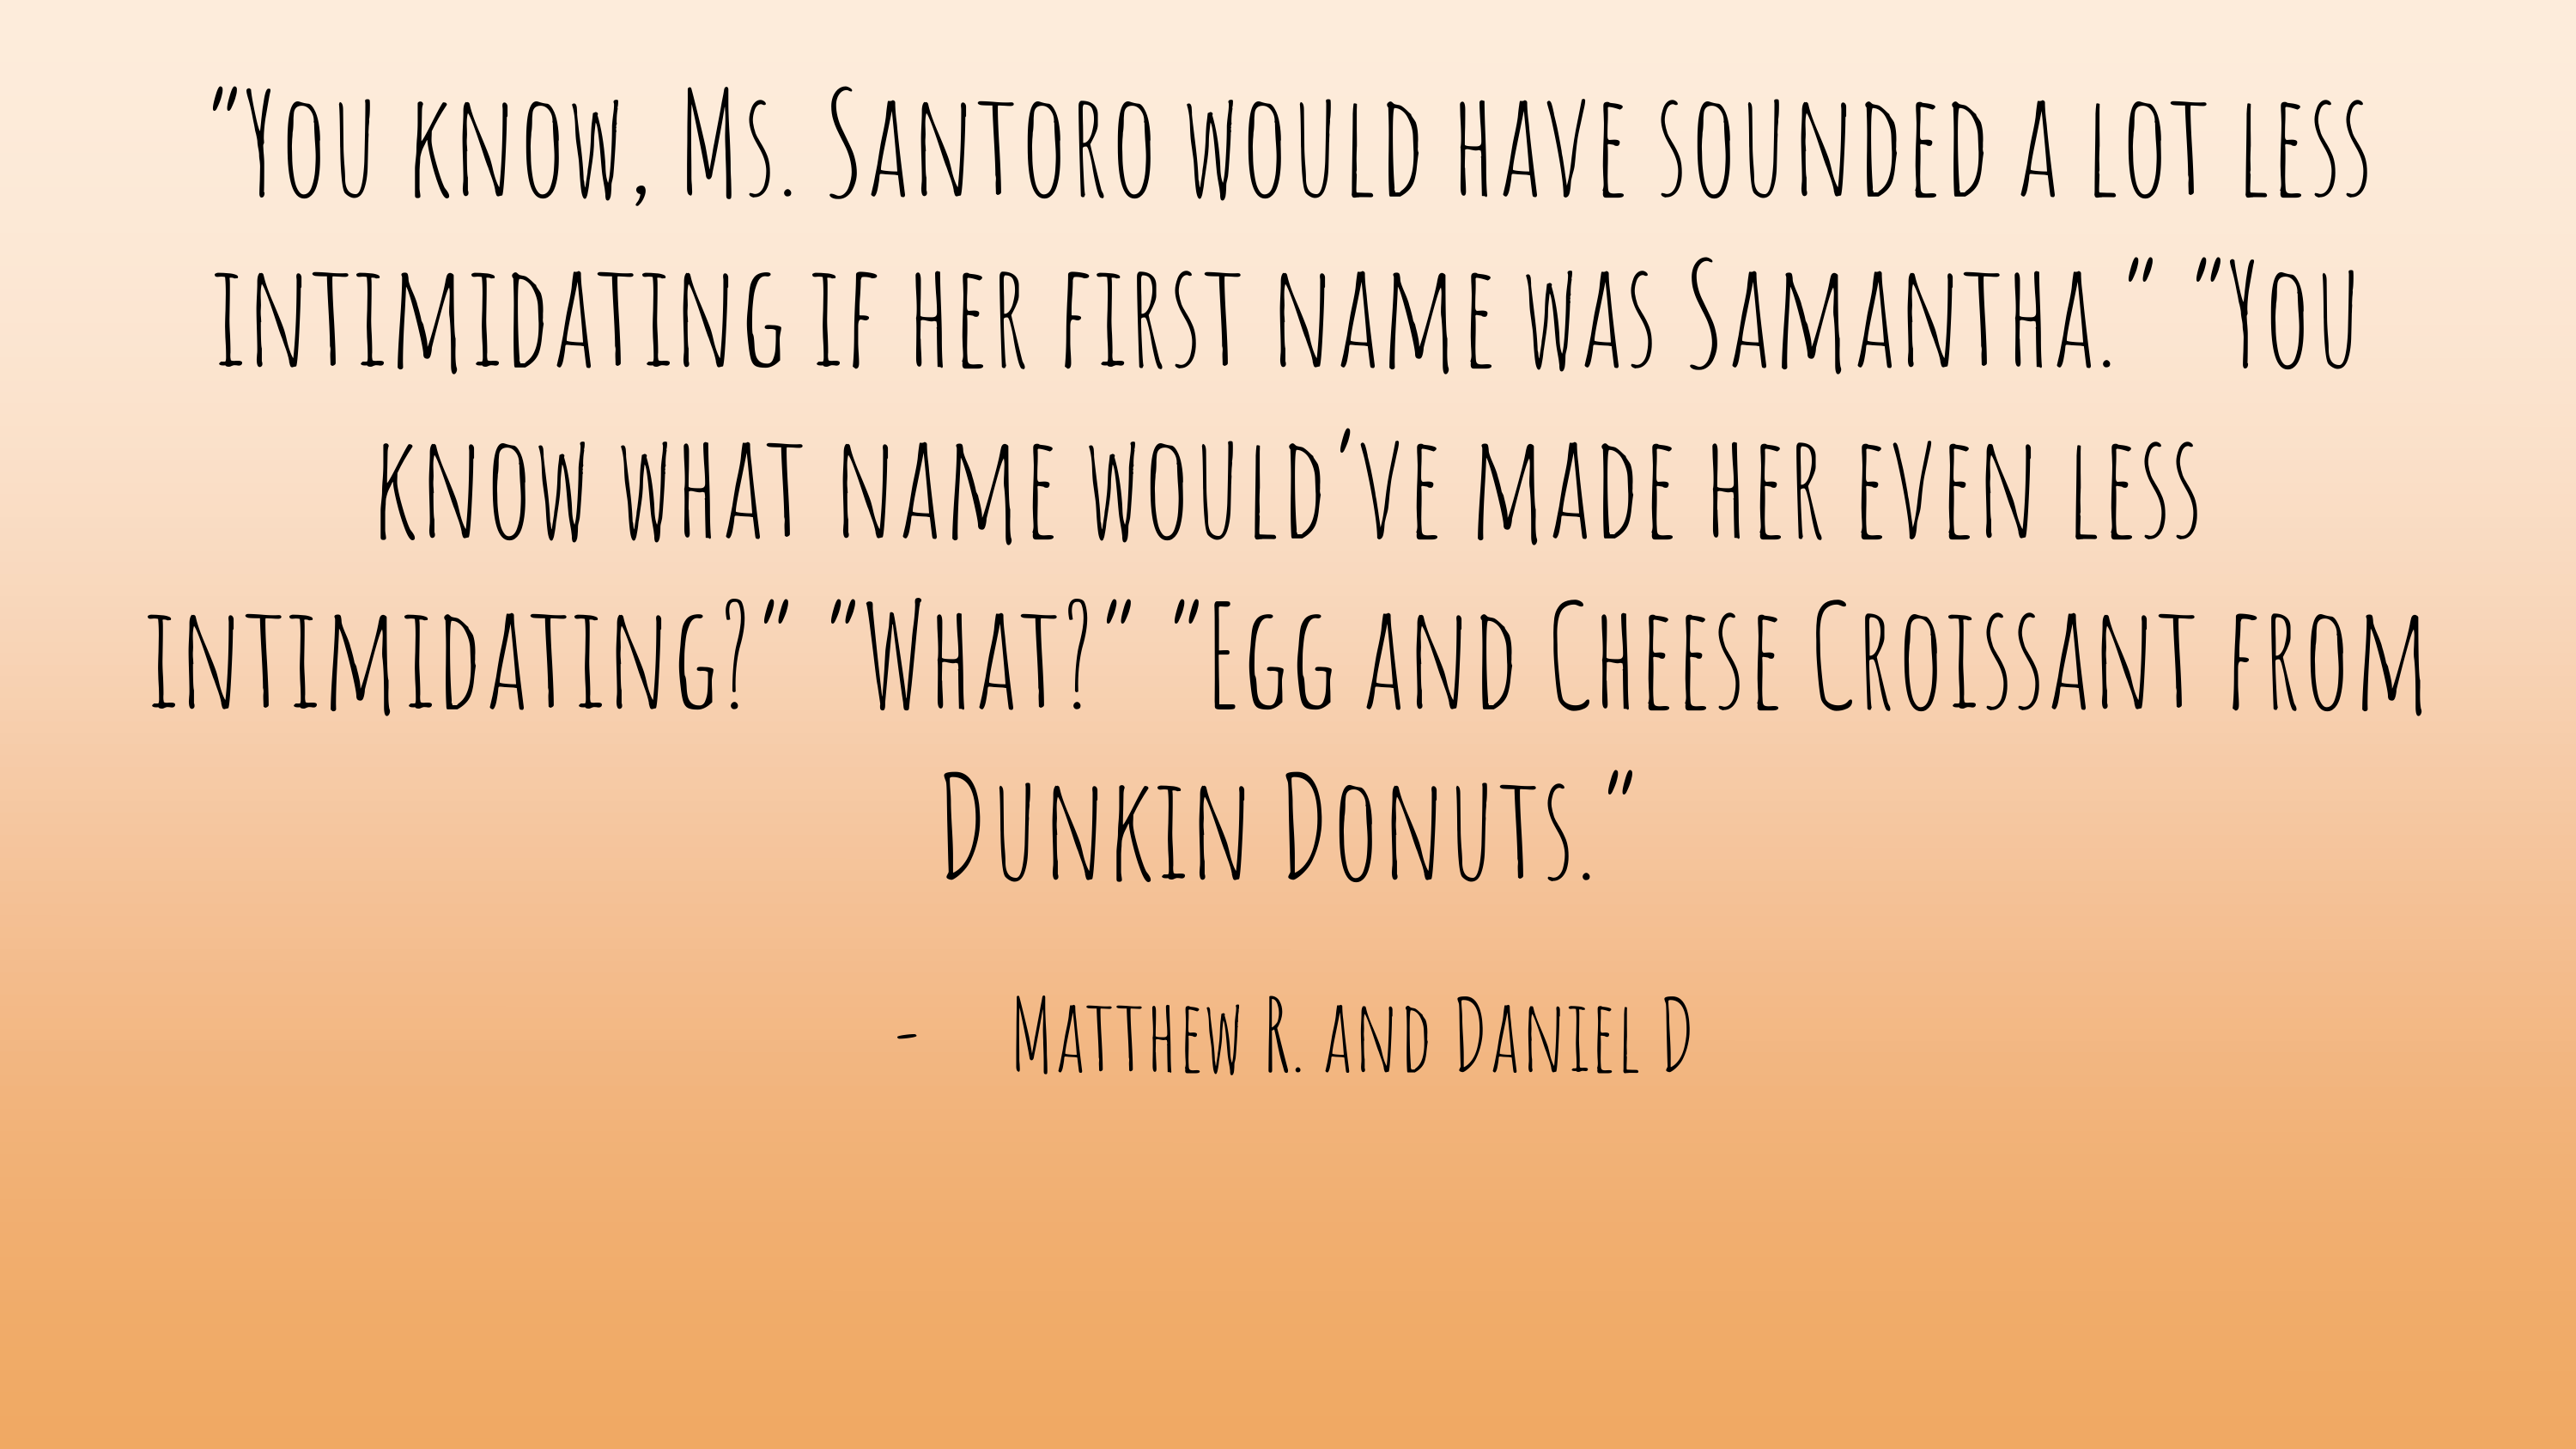 "You know, Ms. Santoro would have sounded a lot less
intimidating if her first name was Samantha." "You
know what name would've made her even less
intimidating?" "What?" "Egg and Cheese Croissant from
Dunkin Donuts."
- Matthew R. and Daniel D